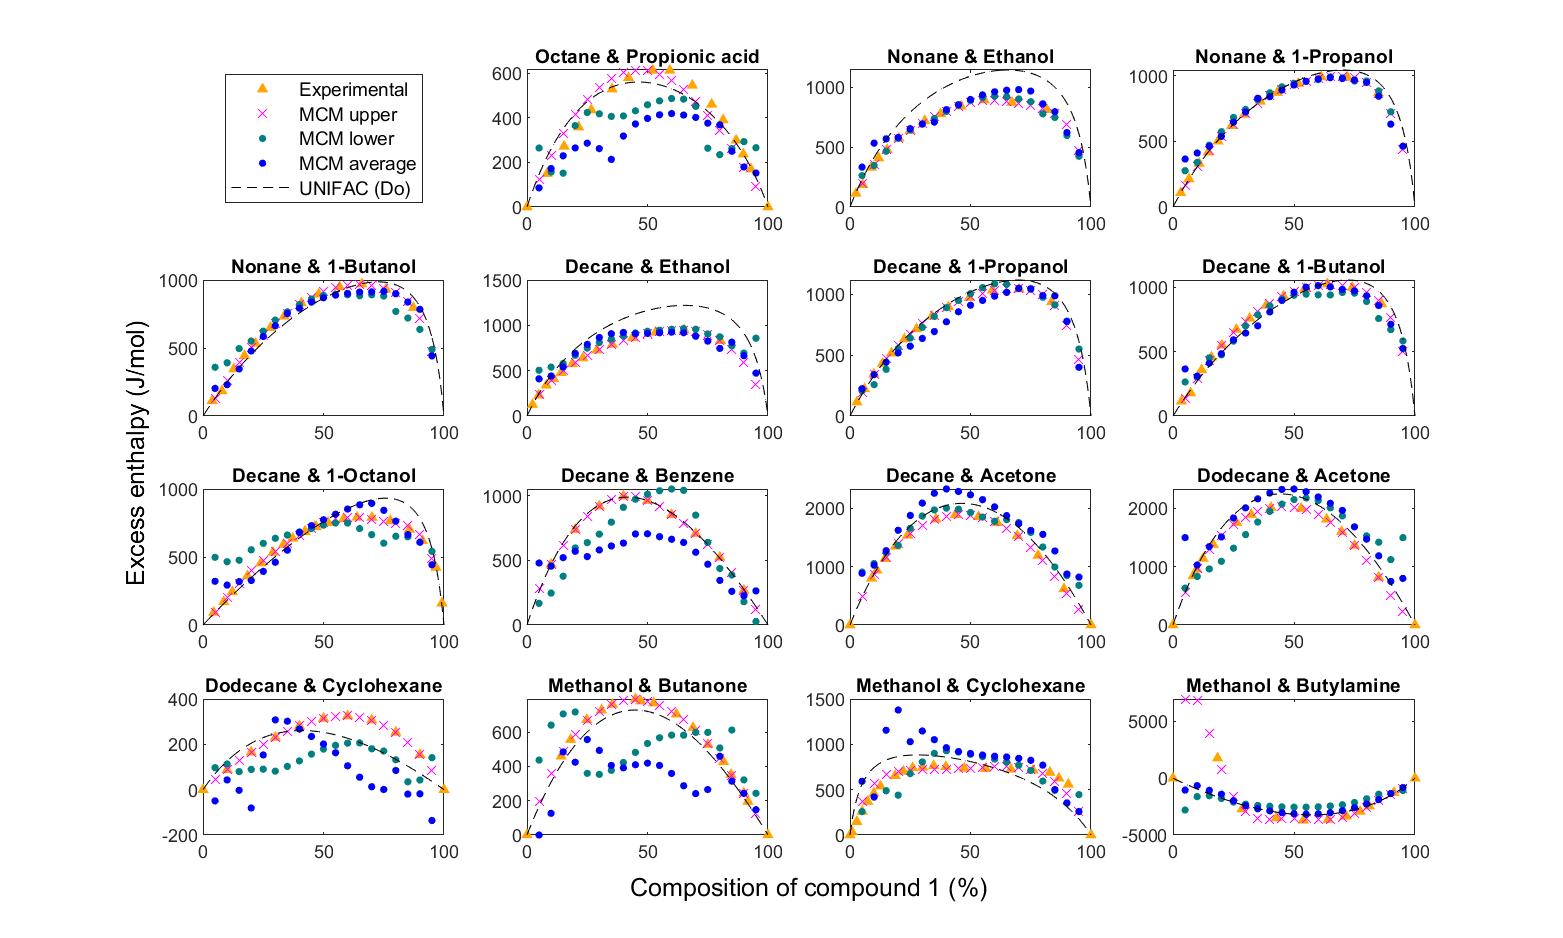 Experimental
MCM upper
MCM lower
MCM average
UNIFAC (Do)
Octane & Propionic acid
600
400
200
0
0 50 100
Nonane & Ethanol
1000
500
0
0 50 100
Nonane & 1-Propanol
1000
500
0
0 50 100
Nonane & 1-Butanol
1000
500
0
0 50 100
Decane & Ethanol
1500
1000
500
0
0 50 100
Decane & 1-Propanol
1000
500
0
0 50 100
Decane & 1-Butanol
1000
500
0
0 50 100
Decane & 1-Octanol
1000
500
0
0 50 100
Decane & Benzene
1000
500
0
0 50 100
Decane & Acetone
2000
1000
0
0 50 100
Dodecane & Acetone
2000
1000
0
0 50 100
Dodecane & Cyclohexane
400
200
0
-200
0 50 100
Methanol & Butanone
600
400
200
0
0 50 100
Methanol & Cyclohexane
1500
1000
500
0
0 50 100
Methanol & Butylamine
5000
0
-5000
0 50 100
Excess enthalpy (J/mol)
Composition of compound 1 (%)